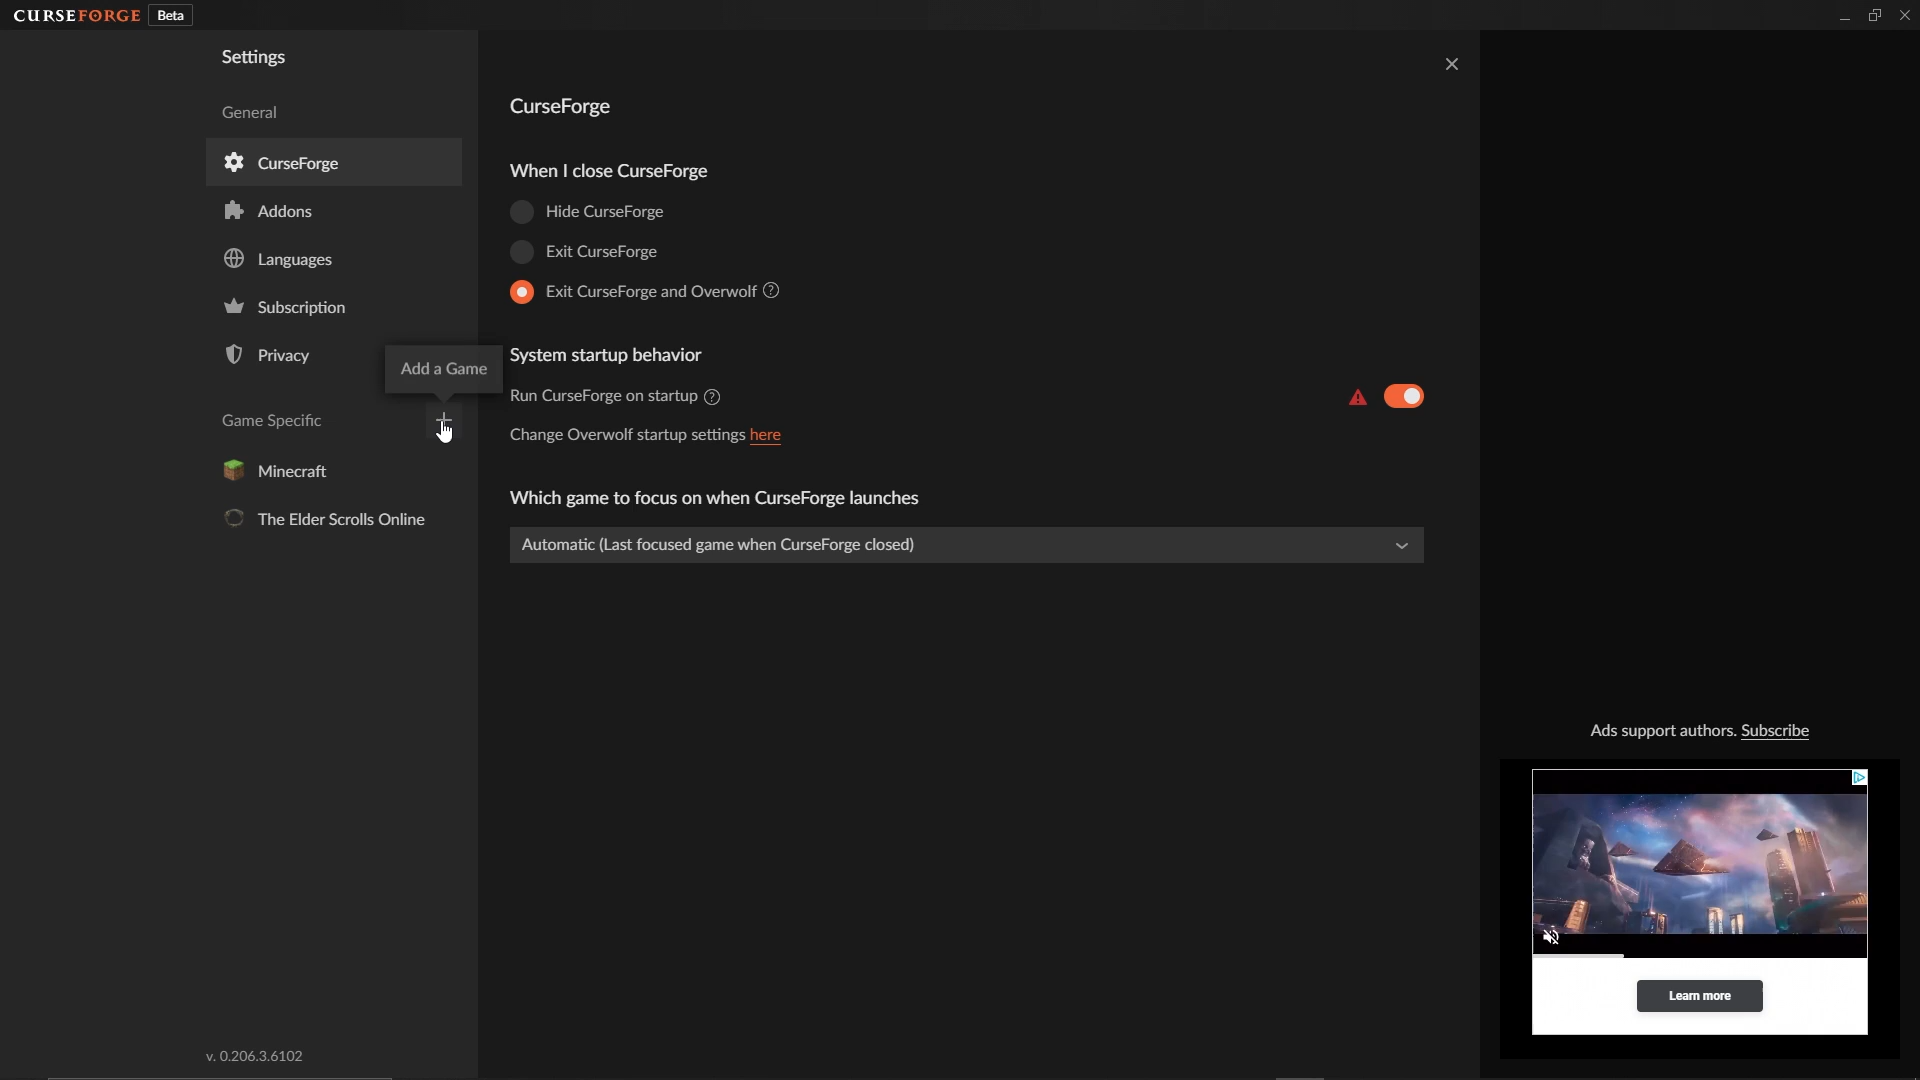 CURSEFORGE Beta
Settings
General
CurseForge
Addons
Languages
Subscription
Privacy
Add a Game
Game Specific
Minecraft
The Elder Scrolls Online
v. 0.206.3.6102
CurseForge
When I close CurseForge
Hide CurseForge
Exit CurseForge
Exit CurseForge and Overwolf ?
System startup behavior
Run CurseForge on startup ?
Change Overwolf startup settings here
Which game to focus on when CurseForge launches
Automatic (Last focused game when CurseForge closed)
Ads support authors. Subscribe
Learn more